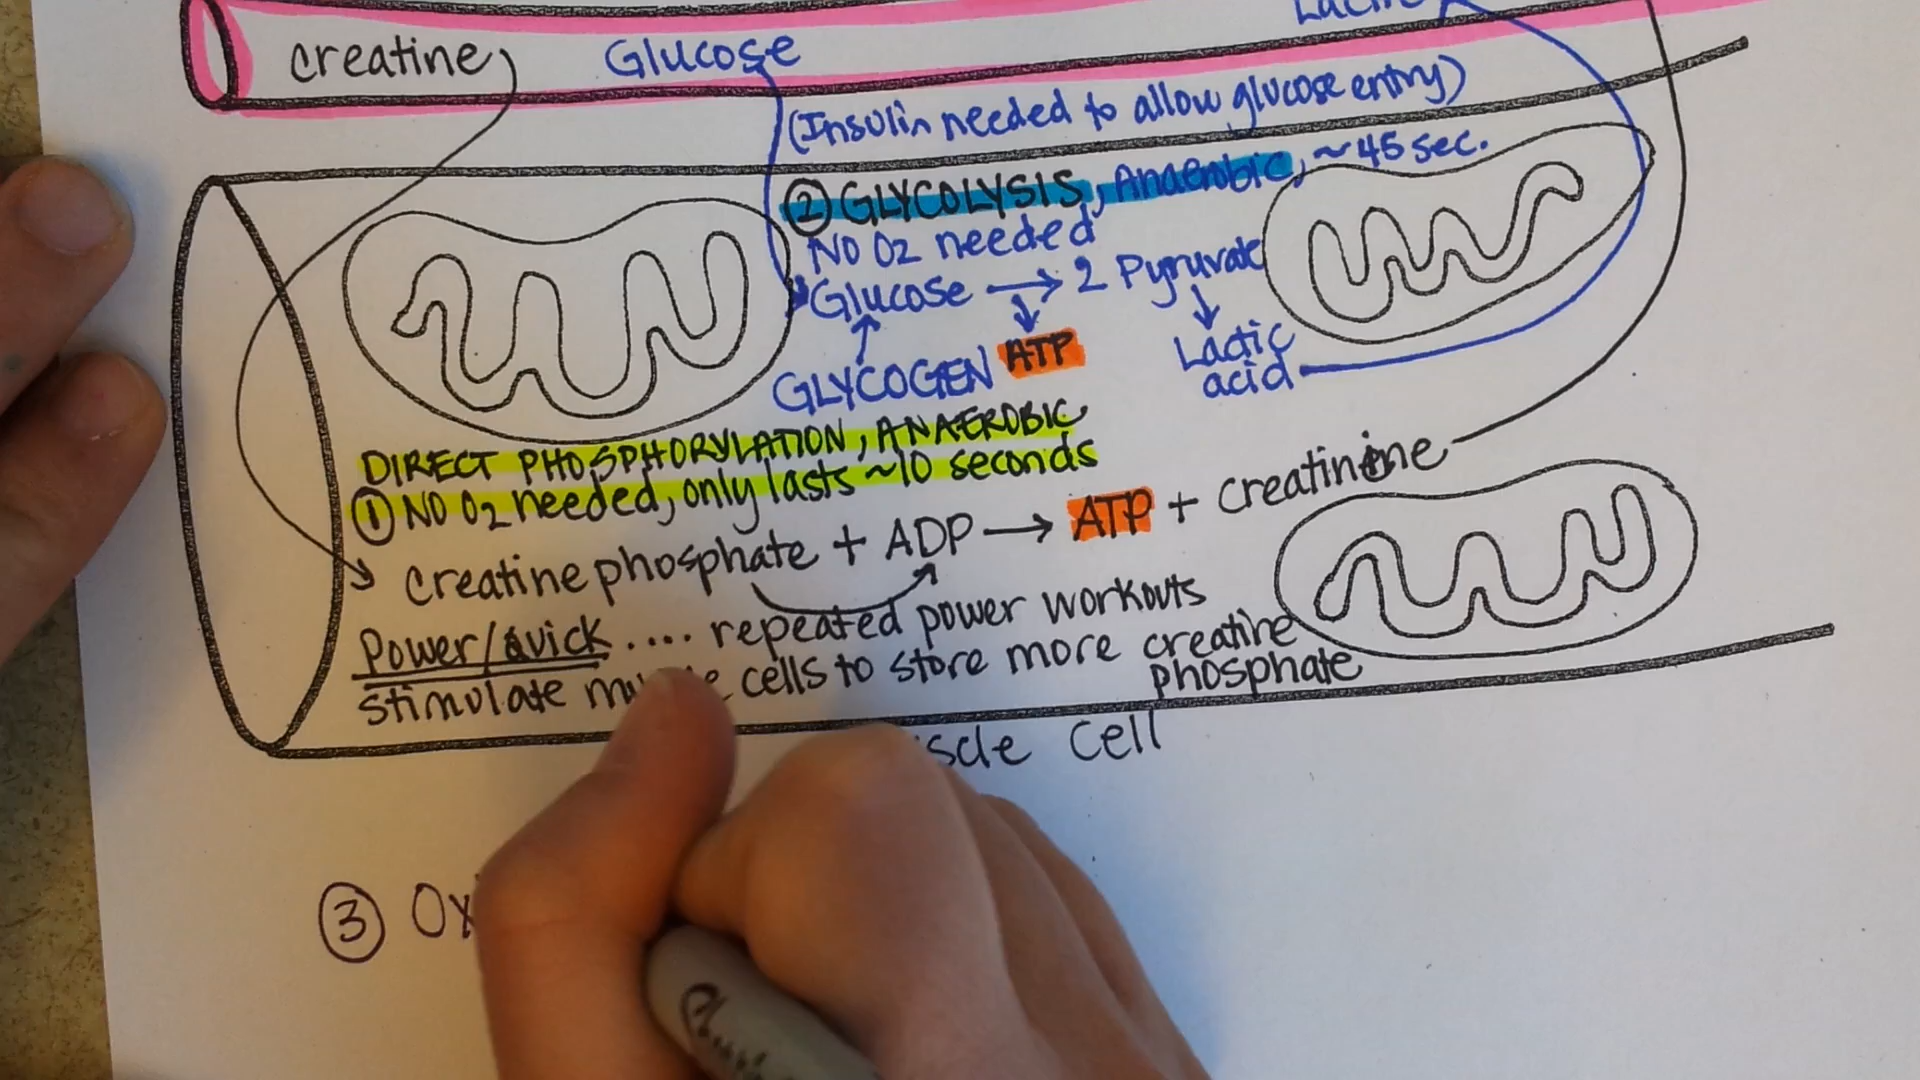 creatine
Glucose
(Insulin needed to allow glucose entry)
② GLYCOLYSIS, Anaerobic, ~45 sec.
NO O2 needed
Glucose → 2 Pyruvate
↓
↓
↑
ATP
Lactic
acid
GLYCOGEN
DIRECT PHOSPHORYLATION, ANAEROBIC
① NO O2 needed, only lasts ~10 seconds
creatine phosphate + ADP → ATP + creatinine
Power/Quick .... repeated power workouts
stimulate cells to store more creatine
phosphate
cell
③